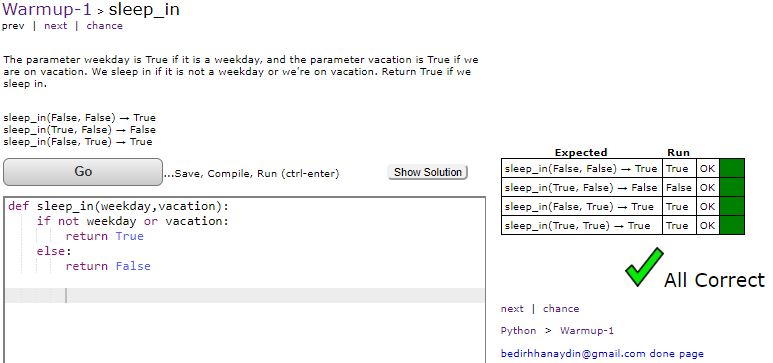 Warmup-1 > sleep_in
prev | next | chance
The parameter weekday is True if it is a weekday, and the parameter vacation is True if we
are on vacation. We sleep in if it is not a weekday or we're on vacation. Return True if we
sleep in.
sleep_in(False, False) → True
sleep_in(True, False) → False
sleep_in(False, True) → True
Go ...Save, Compile, Run (ctrl-enter) Show Solution
def sleep_in(weekday,vacation):
    if not weekday or vacation:
        return True
    else:
        return False
Expected Run
sleep_in(False, False) → True True OK
sleep_in(True, False) → False False OK
sleep_in(False, True) → True True OK
sleep_in(True, True) → True True OK
All Correct
next | chance
Python > Warmup-1
bedirhhanaydin@gmail.com done page